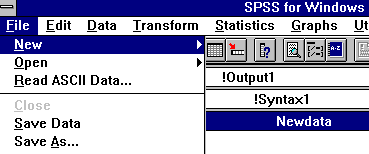 SPSS for Windows
File Edit Data Transform Statistics Graphs
New
Open
Read ASCII Data...
Close
Save Data
Save As...
!Output1
!Syntax1
Newdata